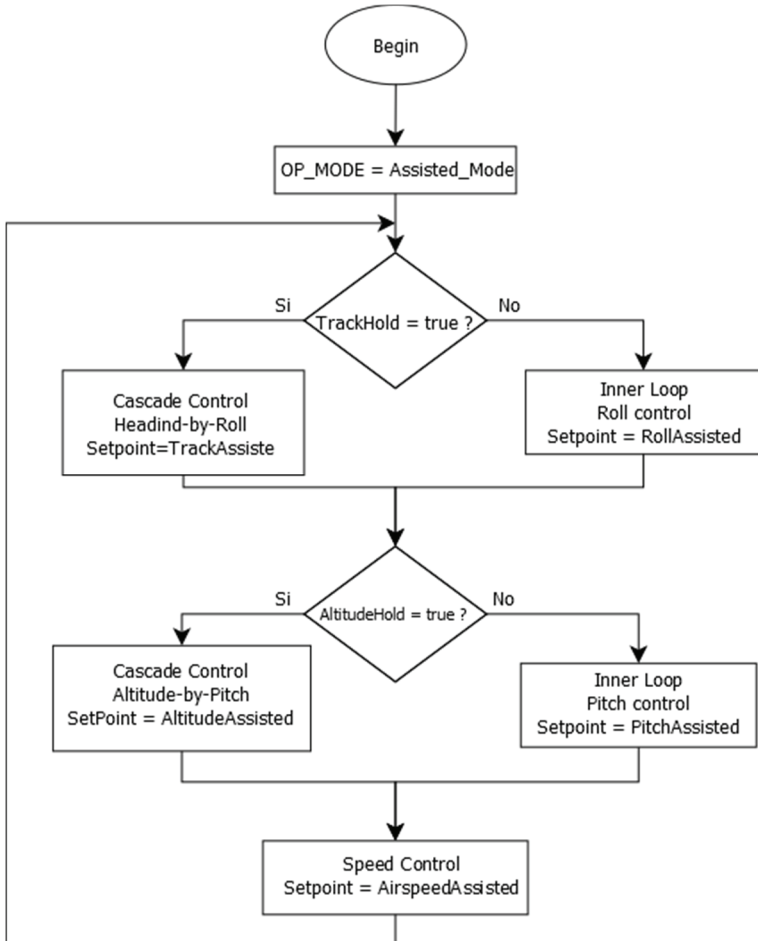 Begin
OP_MODE = Assisted_Mode
Si
No
TrackHold = true ?
Cascade Control
Headind-by-Roll
Setpoint=TrackAssiste
Inner Loop
Roll control
Setpoint = RollAssisted
Si
No
AltitudeHold = true ?
Cascade Control
Altitude-by-Pitch
SetPoint = AltitudeAssisted
Inner Loop
Pitch control
Setpoint = PitchAssisted
Speed Control
Setpoint = AirspeedAssisted